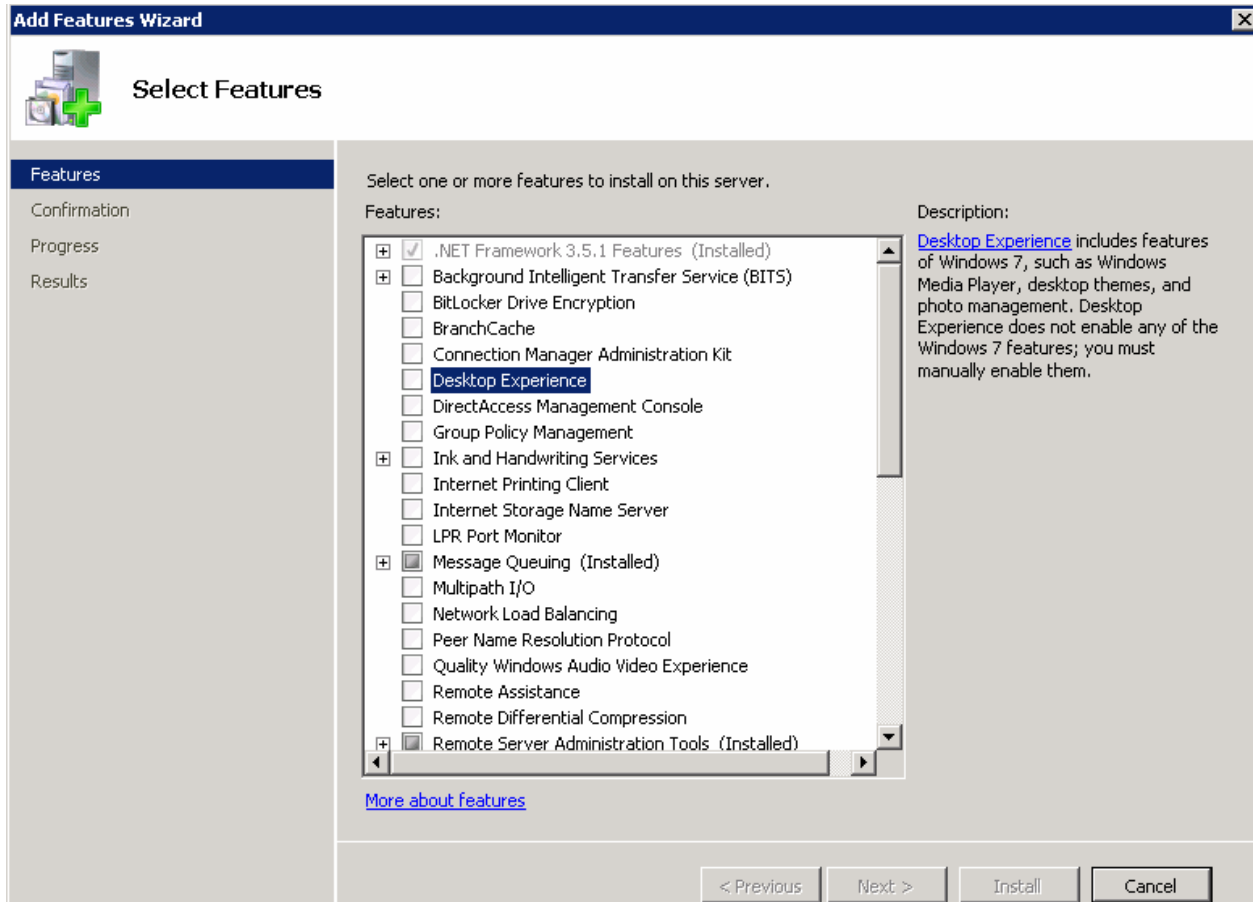 Add Features Wizard
Select Features
Features
Confirmation
Progress
Results
Select one or more features to install on this server.
Features:
.NET Framework 3.5.1 Features (Installed)
Background Intelligent Transfer Service (BITS)
BitLocker Drive Encryption
BranchCache
Connection Manager Administration Kit
Desktop Experience
DirectAccess Management Console
Group Policy Management
Ink and Handwriting Services
Internet Printing Client
Internet Storage Name Server
LPR Port Monitor
Message Queuing (Installed)
Multipath I/O
Network Load Balancing
Peer Name Resolution Protocol
Quality Windows Audio Video Experience
Remote Assistance
Remote Differential Compression
Remote Server Administration Tools (Installed)
More about features
Description:
Desktop Experience includes features
of Windows 7, such as Windows
Media Player, desktop themes, and
photo management. Desktop
Experience does not enable any of the
Windows 7 features; you must
manually enable them.
< Previous
Next >
Install
Cancel